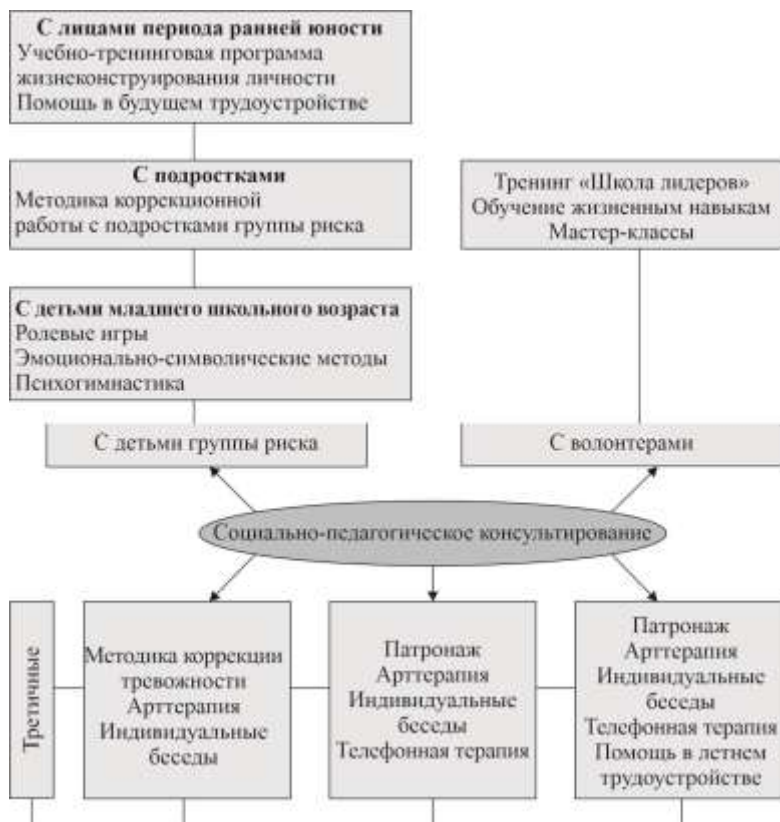 С лицами периода ранней юности
Учебно-тренинговая программа
жизнеконструирования личности
Помощь в будущем трудоустройстве
С подростками
Методика коррекционной
работы с подростками группы риска
Тренинг «Школа лидеров»
Обучение жизненным навыкам
Мастер-классы
С детьми младшего школьного возраста
Ролевые игры
Эмоционально-символические методы
Психогимнастика
С детьми группы риска
С волонтерами
Социально-педагогическое консультирование
Третичные
Методика коррекции
тревожности
Арттерапия
Индивидуальные
беседы
Патронаж
Арттерапия
Индивидуальные
беседы
Телефонная терапия
Патронаж
Арттерапия
Индивидуальные
беседы
Телефонная терапия
Помощь в летнем
трудоустройстве